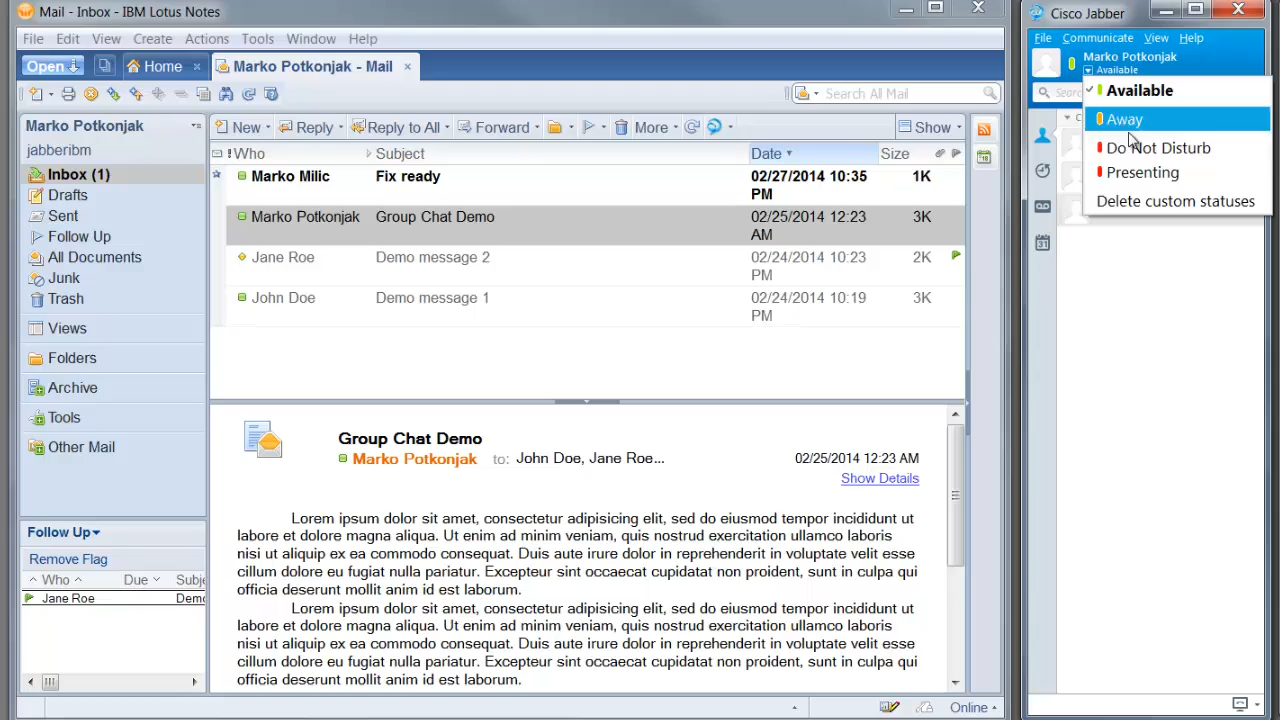 Mail - Inbox - IBM Lotus Notes
File Edit View Create Actions Tools Window Help
Open
Home
Marko Potkonjak - Mail
Search All Mail
Marko Potkonjak
jabberibm
Inbox (1)
Drafts
Sent
Follow Up
All Documents
Junk
Trash
Views
Folders
Archive
Tools
Other Mail
Follow Up
Remove Flag
Who Due Subje
Jane Roe Demo
New Reply Reply to All Forward More Show
! Who Subject Date Size
Marko Milic Fix ready 02/27/2014 10:35 PM 1K
Marko Potkonjak Group Chat Demo 02/25/2014 12:23 AM 3K
Jane Roe Demo message 2 02/24/2014 10:23 PM 2K
John Doe Demo message 1 02/24/2014 10:19 PM 3K
Group Chat Demo
Marko Potkonjak to: John Doe, Jane Roe... 02/25/2014 12:23 AM
Show Details
Lorem ipsum dolor sit amet, consectetur adipisicing elit, sed do eiusmod tempor incididunt ut
labore et dolore magna aliqua. Ut enim ad minim veniam, quis nostrud exercitation ullamco laboris
nisi ut aliquip ex ea commodo consequat. Duis aute irure dolor in reprehenderit in voluptate velit esse
cillum dolore eu fugiat nulla pariatur. Excepteur sint occaecat cupidatat non proident, sunt in culpa qui
officia deserunt mollit anim id est laborum.
Lorem ipsum dolor sit amet, consectetur adipisicing elit, sed do eiusmod tempor incididunt ut
labore et dolore magna aliqua. Ut enim ad minim veniam, quis nostrud exercitation ullamco laboris
nisi ut aliquip ex ea commodo consequat. Duis aute irure dolor in reprehenderit in voluptate velit esse
cillum dolore eu fugiat nulla pariatur. Excepteur sint occaecat cupidatat non proident, sunt in culpa qui
officia deserunt mollit anim id est laborum.
Online
Cisco Jabber
File Communicate View Help
Marko Potkonjak
Available
Searc
C
Available
Away
Do Not Disturb
Presenting
Delete custom statuses
31